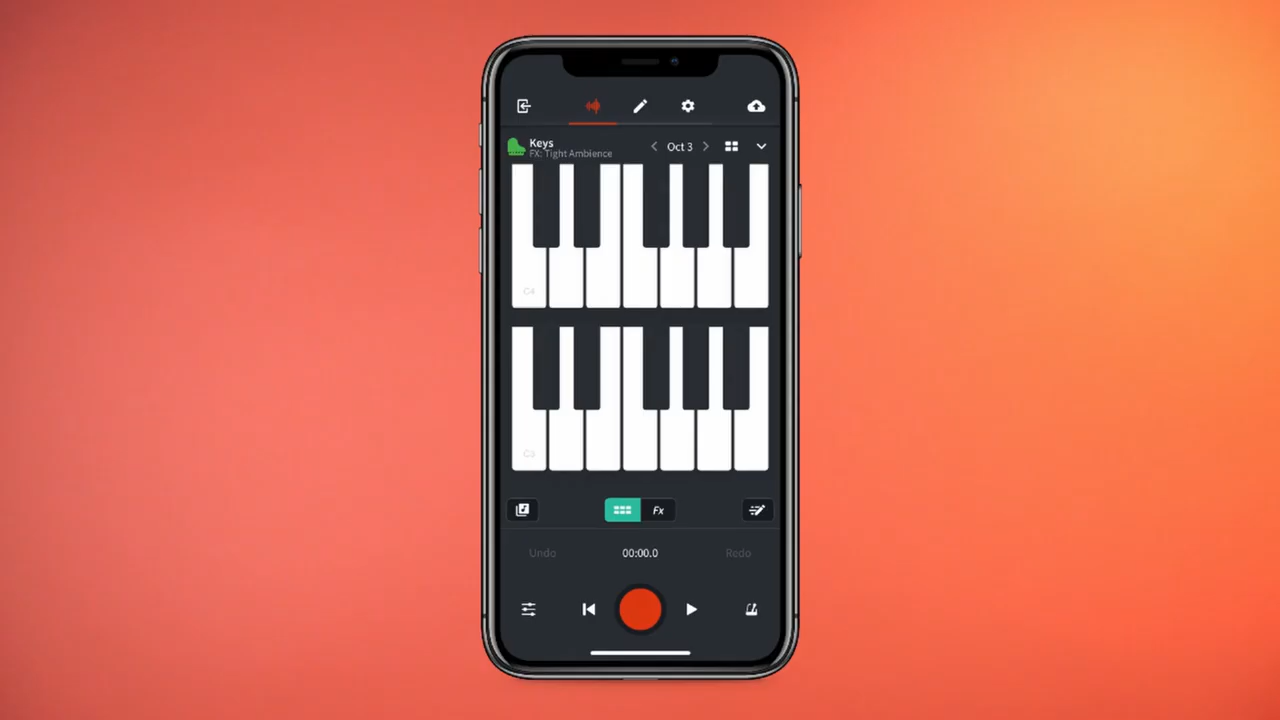 Keys
FX: Tight Ambience
Oct 3
C4
C3
Fx
Undo
00:00.0
Redo